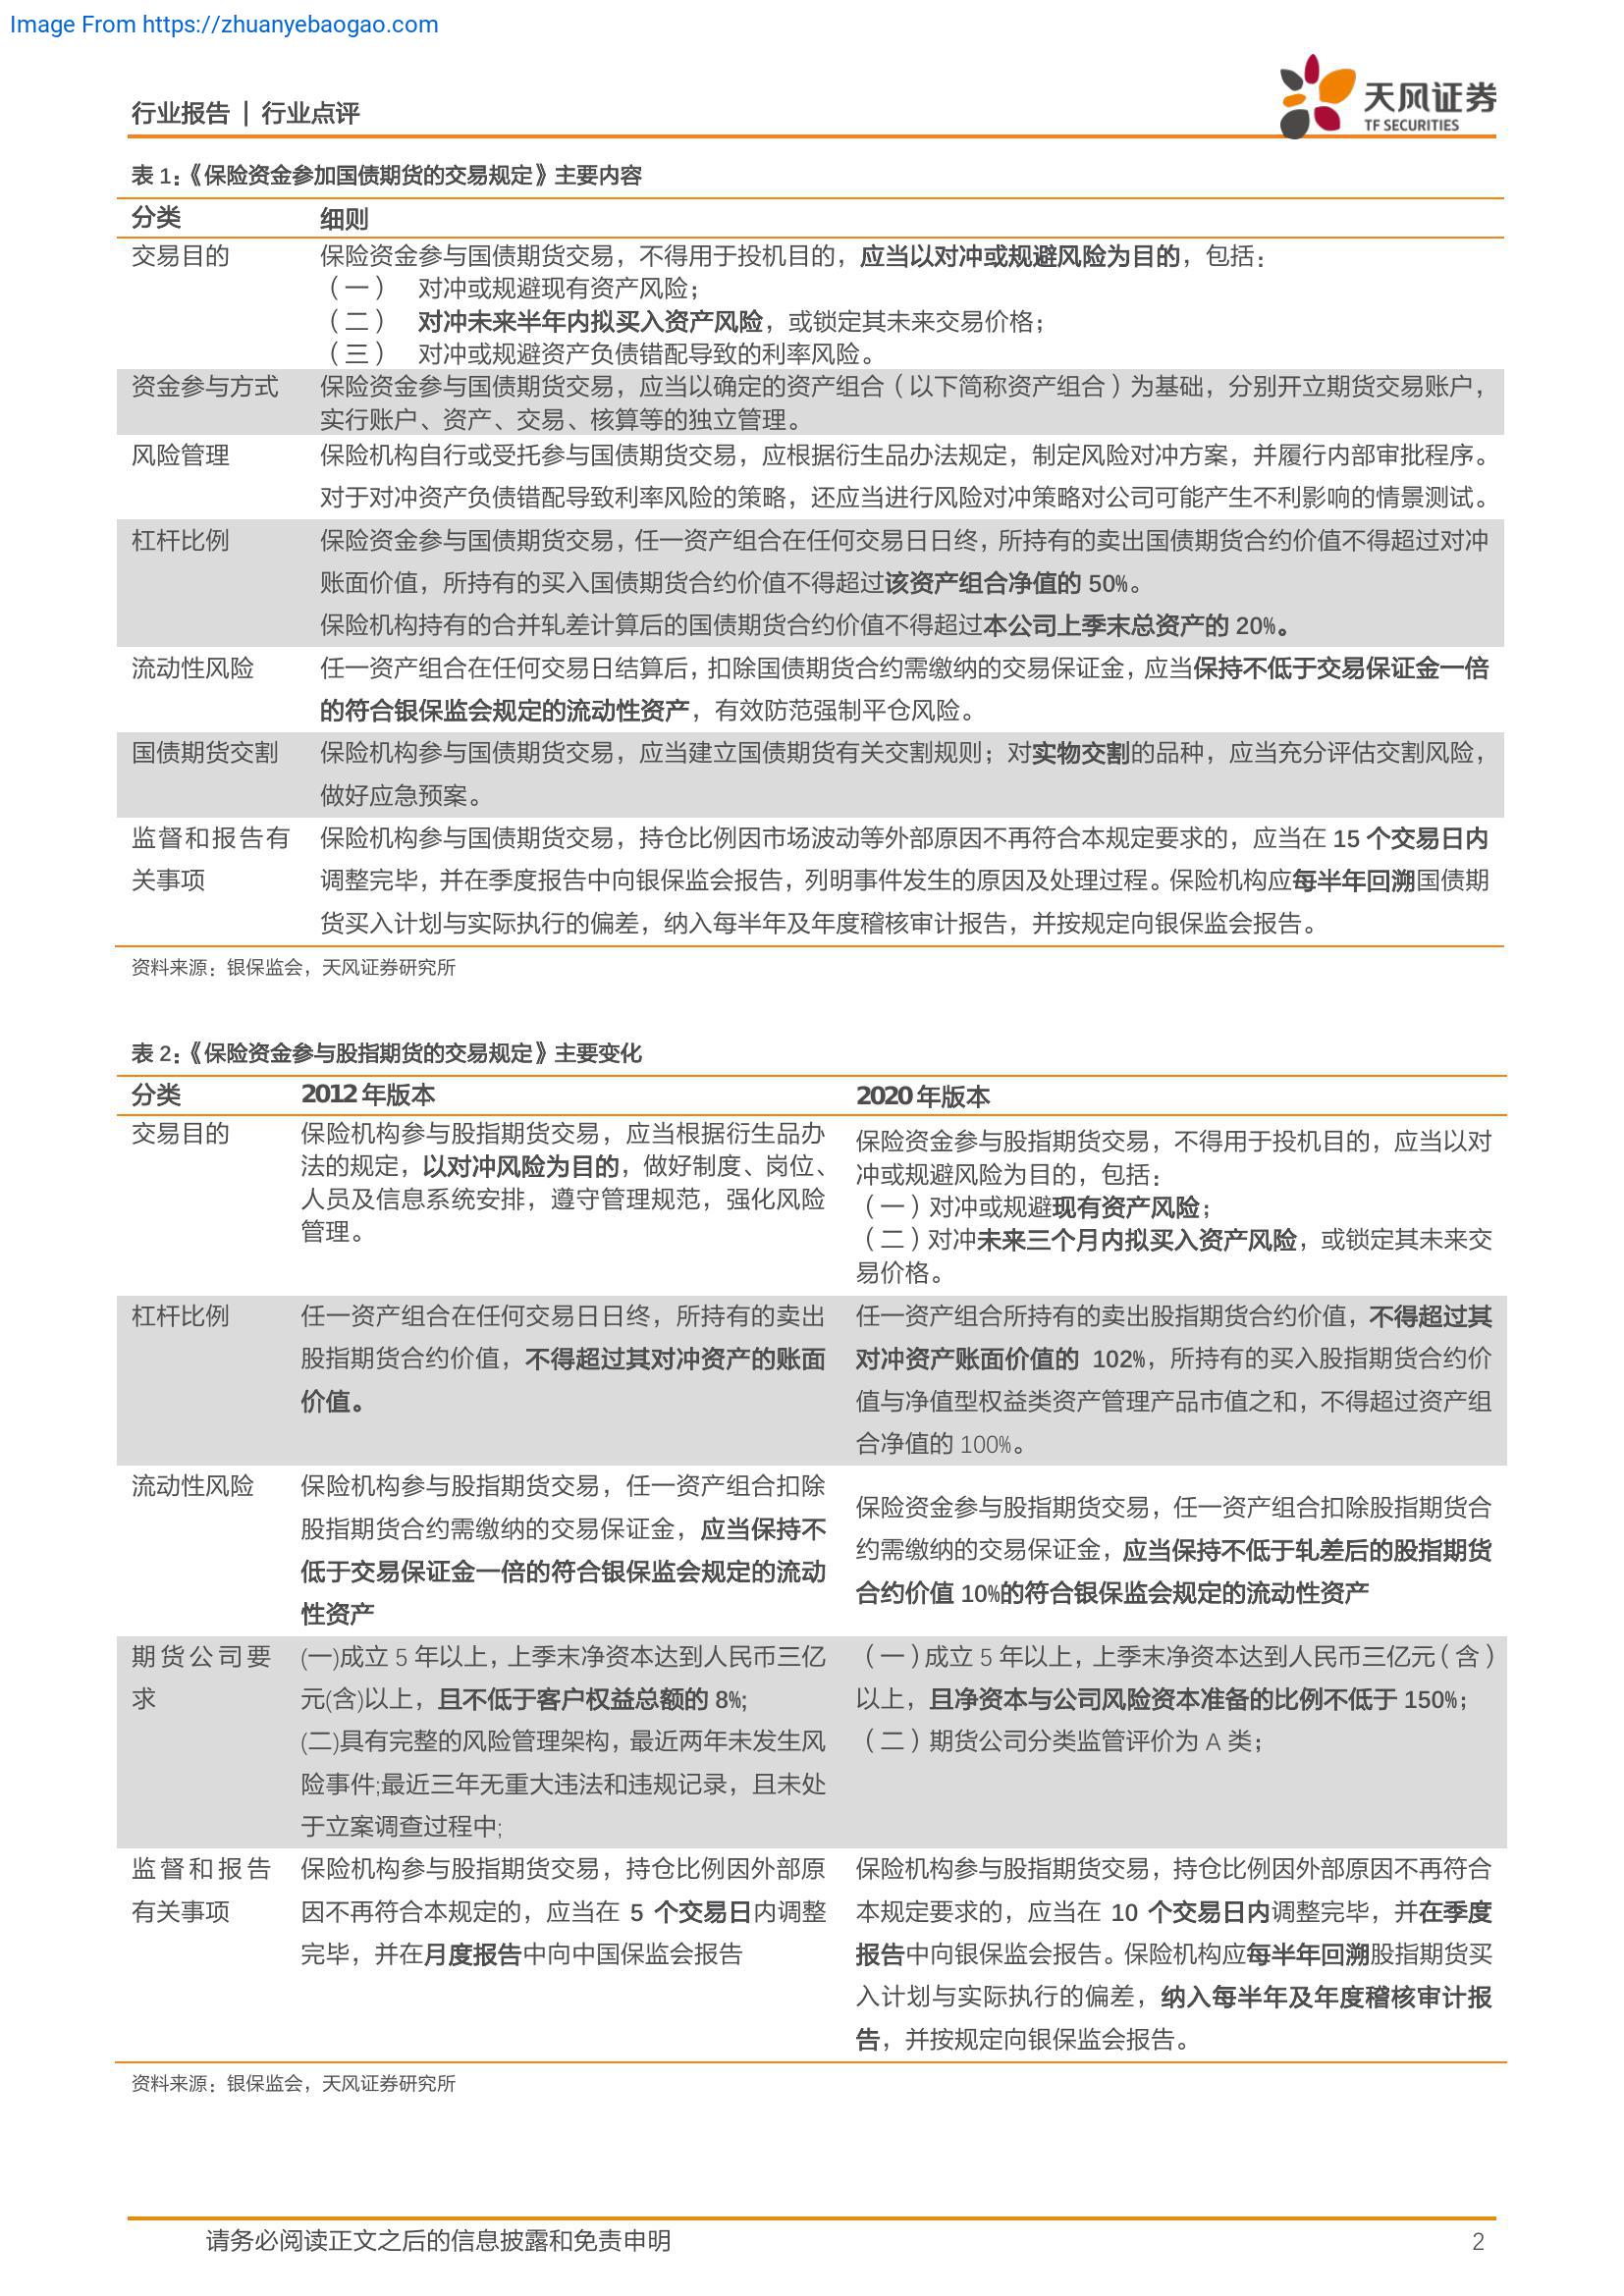 Image From https://zhuanyebaogao.com
行业报告 | 行业点评
天风证券
TF SECURITIES
表 1：《保险资金参加国债期货的交易规定》主要内容
分类 细则
交易目的 保险资金参与国债期货交易，不得用于投机目的，应当以对冲或规避风险为目的，包括：
（一） 对冲或规避现有资产风险；
（二） 对冲未来半年内拟买入资产风险，或锁定其未来交易价格；
（三） 对冲或规避资产负债错配导致的利率风险。
资金参与方式 保险资金参与国债期货交易，应当以确定的资产组合（以下简称资产组合）为基础，分别开立期货交易账户，
实行账户、资产、交易、核算等的独立管理。
风险管理 保险机构自行或受托参与国债期货交易，应根据衍生品办法规定，制定风险对冲方案，并履行内部审批程序。
对于对冲资产负债错配导致利率风险的策略，还应当进行风险对冲策略对公司可能产生不利影响的情景测试。
杠杆比例 保险资金参与国债期货交易，任一资产组合在任何交易日日终，所持有的卖出国债期货合约价值不得超过对冲
账面价值，所持有的买入国债期货合约价值不得超过该资产组合净值的 50%。
保险机构持有的合并轧差计算后的国债期货合约价值不得超过本公司上季末总资产的 20%。
流动性风险 任一资产组合在任何交易日结算后，扣除国债期货合约需缴纳的交易保证金，应当保持不低于交易保证金一倍
的符合银保监会规定的流动性资产，有效防范强制平仓风险。
国债期货交割 保险机构参与国债期货交易，应当建立国债期货有关交割规则；对实物交割的品种，应当充分评估交割风险，
做好应急预案。
监督和报告有 保险机构参与国债期货交易，持仓比例因市场波动等外部原因不再符合本规定要求的，应当在 15 个交易日内
关事项 调整完毕，并在季度报告中向银保监会报告，列明事件发生的原因及处理过程。保险机构应每半年回溯国债期
货买入计划与实际执行的偏差，纳入每半年及年度稽核审计报告，并按规定向银保监会报告。
资料来源：银保监会，天风证券研究所
表 2：《保险资金参与股指期货的交易规定》主要变化
分类 2012 年版本 2020 年版本
交易目的
保险机构参与股指期货交易，应当根据衍生品办
法的规定，以对冲风险为目的，做好制度、岗位、
人员及信息系统安排，遵守管理规范，强化风险
管理。
保险资金参与股指期货交易，不得用于投机目的，应当以对
冲或规避风险为目的，包括：
（一）对冲或规避现有资产风险；
（二）对冲未来三个月内拟买入资产风险，或锁定其未来交
易价格。
杠杆比例
任一资产组合在任何交易日日终，所持有的卖出
股指期货合约价值，不得超过其对冲资产的账面
价值。
任一资产组合所持有的卖出股指期货合约价值，不得超过其
对冲资产账面价值的 102%，所持有的买入股指期货合约价
值与净值型权益类资产管理产品市值之和，不得超过资产组
合净值的 100%。
流动性风险
保险机构参与股指期货交易，任一资产组合扣除
股指期货合约需缴纳的交易保证金，应当保持不
低于交易保证金一倍的符合银保监会规定的流动
性资产
保险资金参与股指期货交易，任一资产组合扣除股指期货合
约需缴纳的交易保证金，应当保持不低于轧差后的股指期货
合约价值 10%的符合银保监会规定的流动性资产
期货公司要
求
(一)成立 5 年以上，上季末净资本达到人民币三亿
元(含)以上，且不低于客户权益总额的 8%;
(二)具有完整的风险管理架构，最近两年未发生风
险事件;最近三年无重大违法和违规记录，且未处
于立案调查过程中;
（一）成立 5 年以上，上季末净资本达到人民币三亿元（含）
以上，且净资本与公司风险资本准备的比例不低于 150%；
（二）期货公司分类监管评价为 A 类；
监督和报告
有关事项
保险机构参与股指期货交易，持仓比例因外部原
因不再符合本规定的，应当在 5 个交易日内调整
完毕，并在月度报告中向中国保监会报告
保险机构参与股指期货交易，持仓比例因外部原因不再符合
本规定要求的，应当在 10 个交易日内调整完毕，并在季度
报告中向银保监会报告。保险机构应每半年回溯股指期货买
入计划与实际执行的偏差，纳入每半年及年度稽核审计报
告，并按规定向银保监会报告。
资料来源：银保监会，天风证券研究所
请务必阅读正文之后的信息披露和免责申明 2